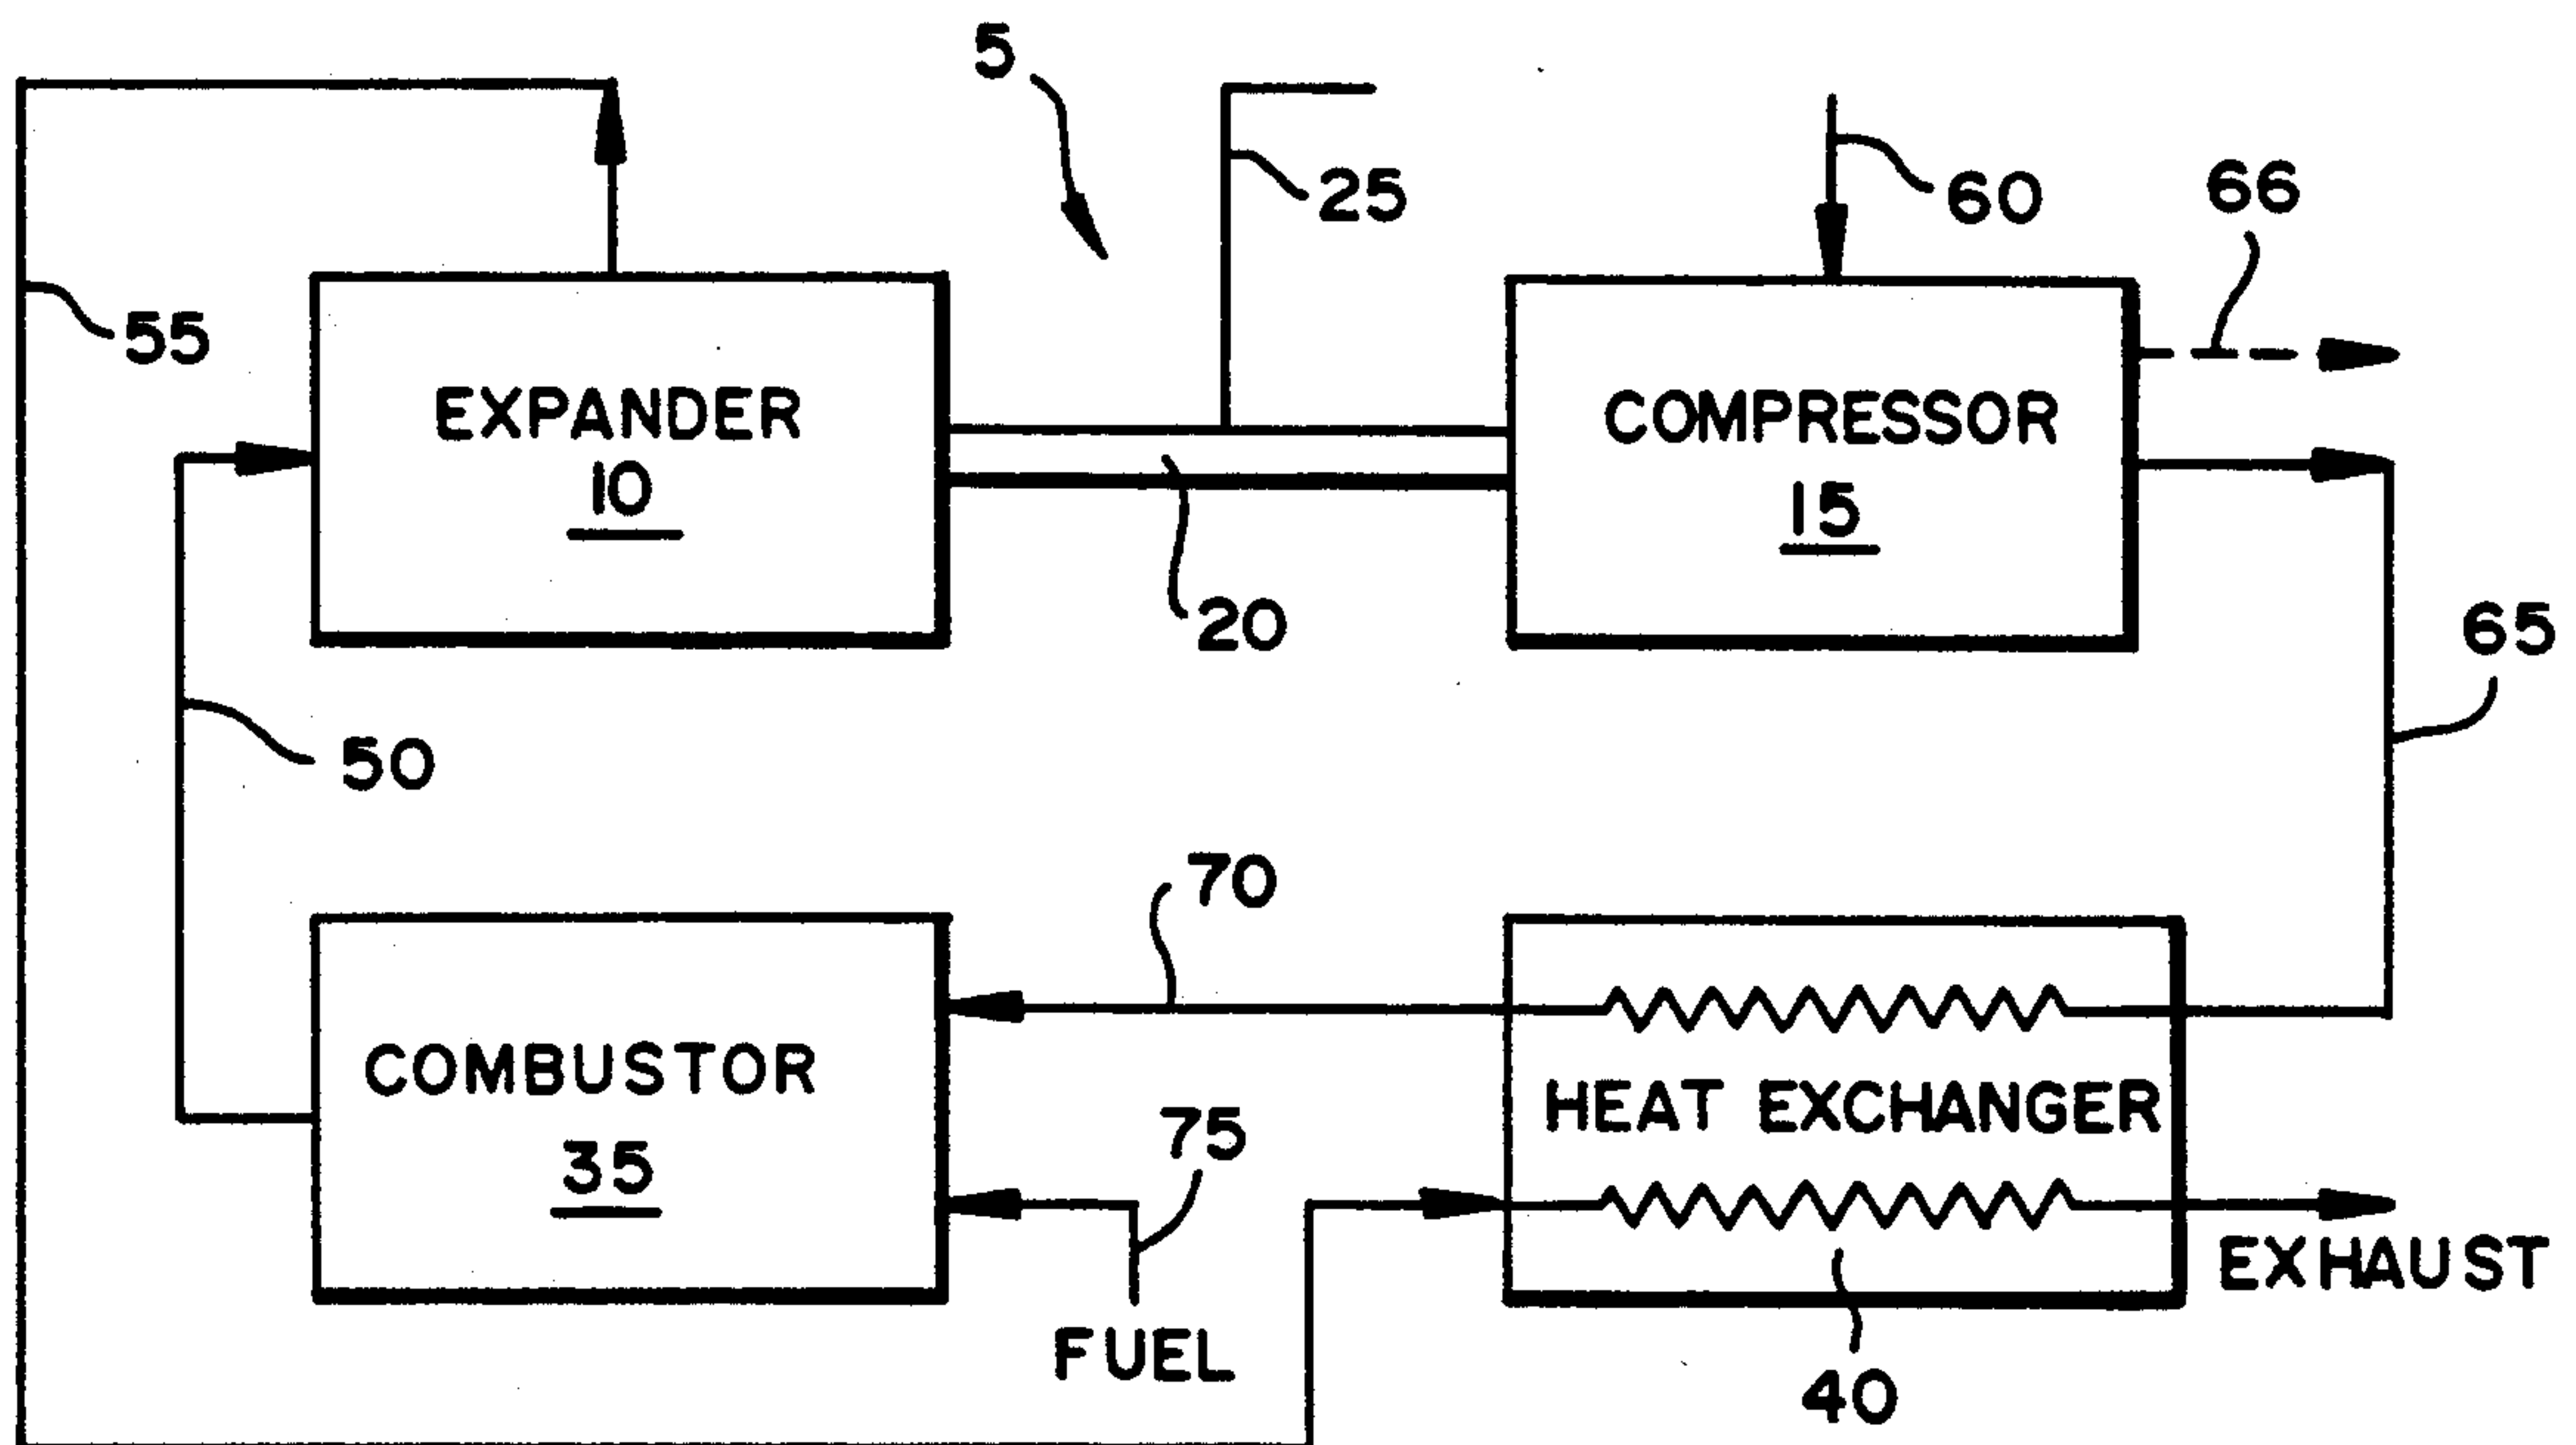 5
25
60
66
55
EXPANDER
10
COMPRESSOR
15
20
65
50
70
COMBUSTOR
35
75
HEAT EXCHANGER
FUEL
EXHAUST
40